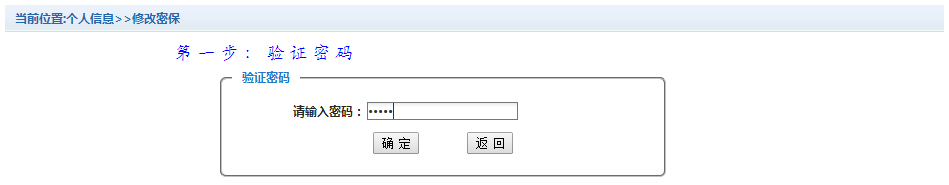 当前位置:个人信息>>修改密保
第一步：验证密码
验证密码
请输入密码：•••••
确 定 返 回